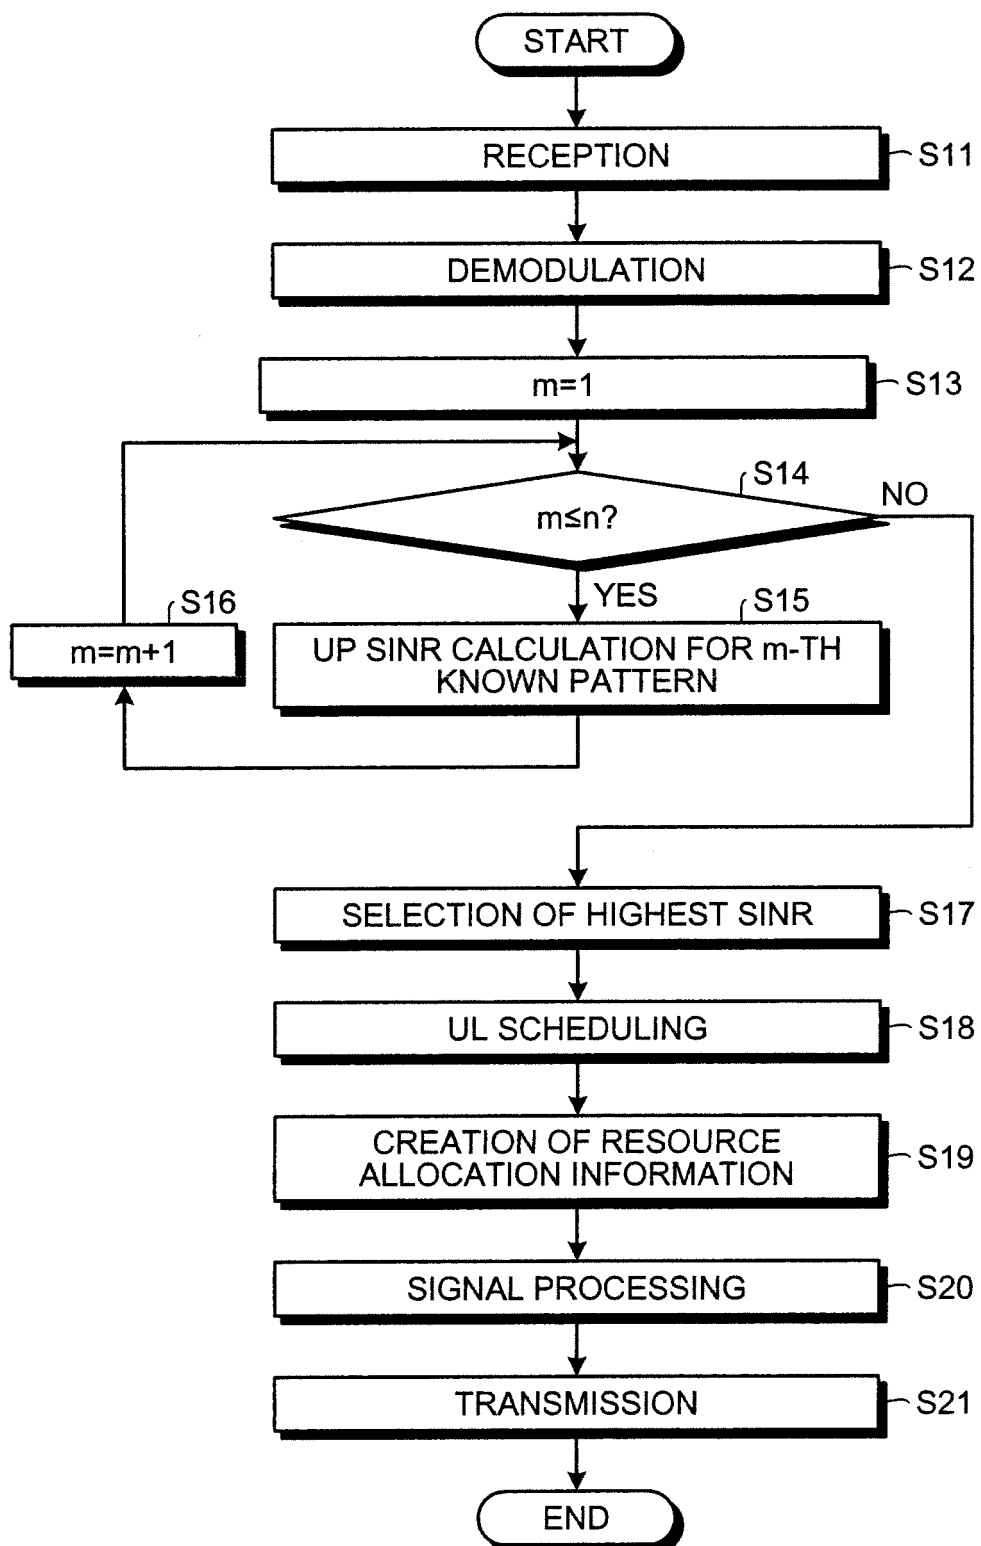 START
RECEPTION
S11
DEMODULATION
S12
m=1
S13
S14
NO
m≤n?
YES
S15
S16
m=m+1
UP SINR CALCULATION FOR m-TH
KNOWN PATTERN
SELECTION OF HIGHEST SINR
S17
UL SCHEDULING
S18
CREATION OF RESOURCE
ALLOCATION INFORMATION
S19
SIGNAL PROCESSING
S20
TRANSMISSION
S21
END